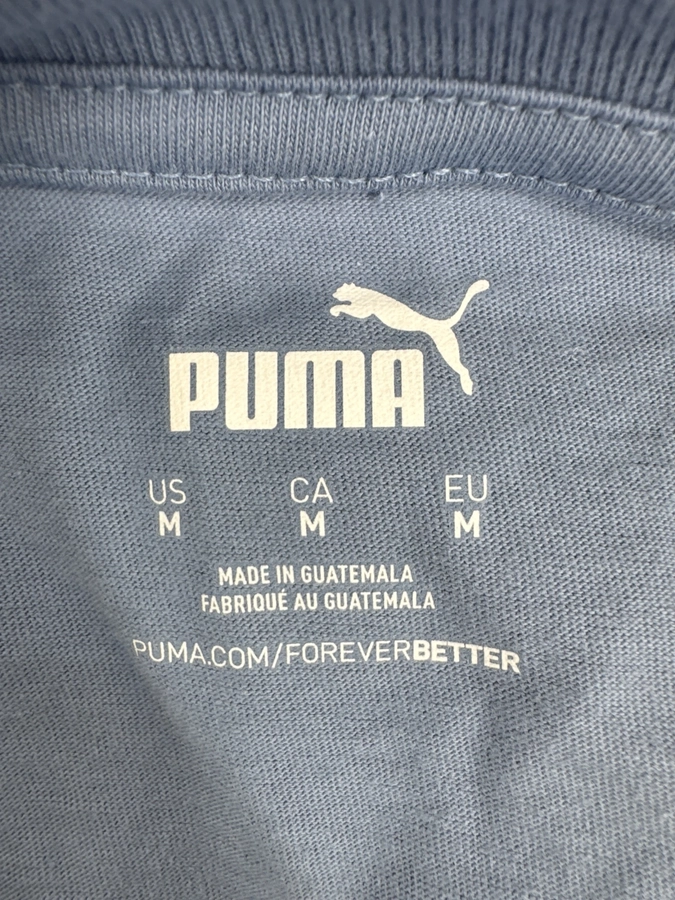 PUMA
US CA EU
M M M
MADE IN GUATEMALA
FABRIQUÉ AU GUATEMALA
PUMA.COM/FOREVERBETTER